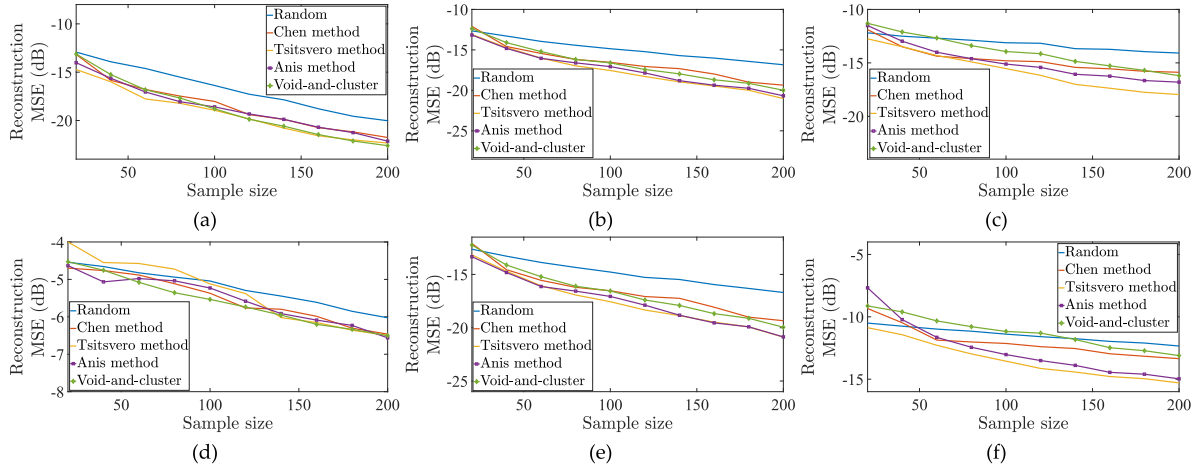 -10
-15
-20
Reconstruction
MSE (dB)
50
100
150
200
Sample size
Random
Chen method
Tsitsvero method
Anis method
Void-and-cluster
(a)
-10
-15
-20
-25
Reconstruction
MSE (dB)
50
100
150
200
Sample size
Random
Chen method
Tsitsvero method
Anis method
Void-and-cluster
(b)
-10
-15
-20
Reconstruction
MSE (dB)
50
100
150
200
Sample size
Random
Chen method
Tsitsvero method
Anis method
Void-and-cluster
(c)
-4
-5
-6
-7
-8
Reconstruction
MSE (dB)
50
100
150
200
Sample size
Random
Chen method
Tsitsvero method
Anis method
Void-and-cluster
(d)
-15
-20
-25
Reconstruction
MSE (dB)
50
100
150
200
Sample size
Random
Chen method
Tsitsvero method
Anis method
Void-and-cluster
(e)
-5
-10
-15
Reconstruction
MSE (dB)
50
100
150
200
Sample size
Random
Chen method
Tsitsvero method
Anis method
Void-and-cluster
(f)